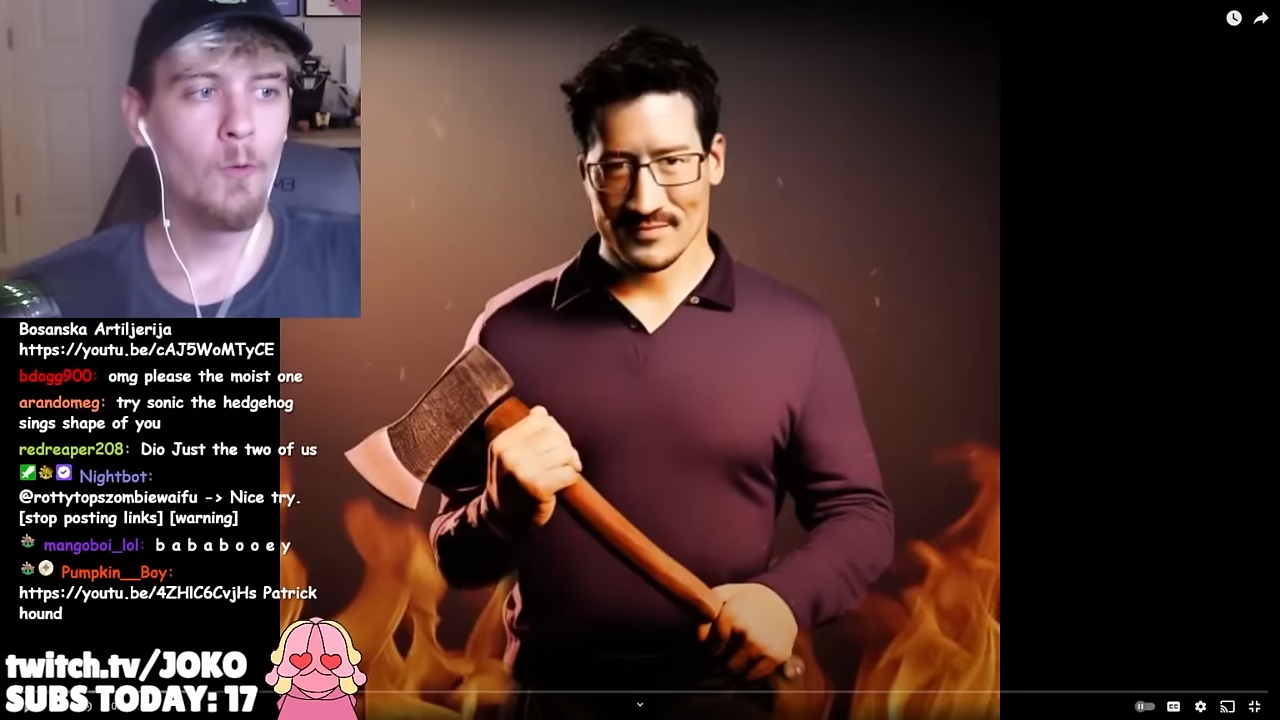 Bosanska Artiljerija
https://youtu.be/cAJ5WoMTyCE
bdogg900: omg please the moist one
arandomeg: try sonic the hedgehog
sings shape of you
redreaper208: Dio Just the two of us
Nightbot:
@rottytopszombiewaifu -> Nice try.
[stop posting links] [warning]
mangoboi_lol: b a b a b o o e y
Pumpkin__Boy:
https://youtu.be/4ZHlC6CvjHs Patrick
hound
twitch.tv/JOKO
SUBS TODAY: 17